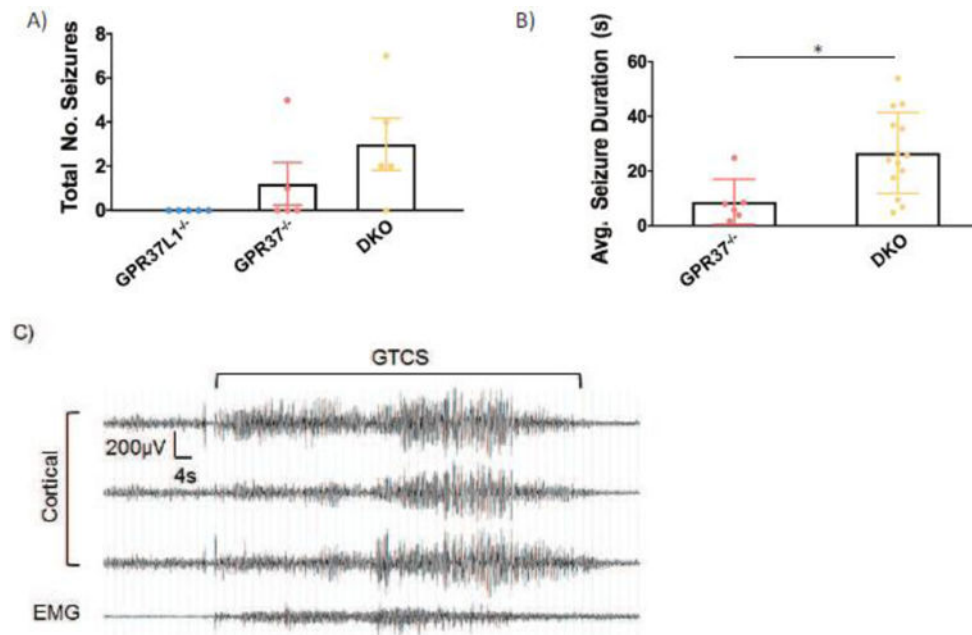 A)
Total No. Seizures
8
6
4
2
0
GPR37L1-/-
GPR37-/-
DKO
B)
Avg. Seizure Duration (s)
60
40
20
0
*
GPR37-/-
DKO
C)
GTCS
Cortical
200µV
4s
EMG